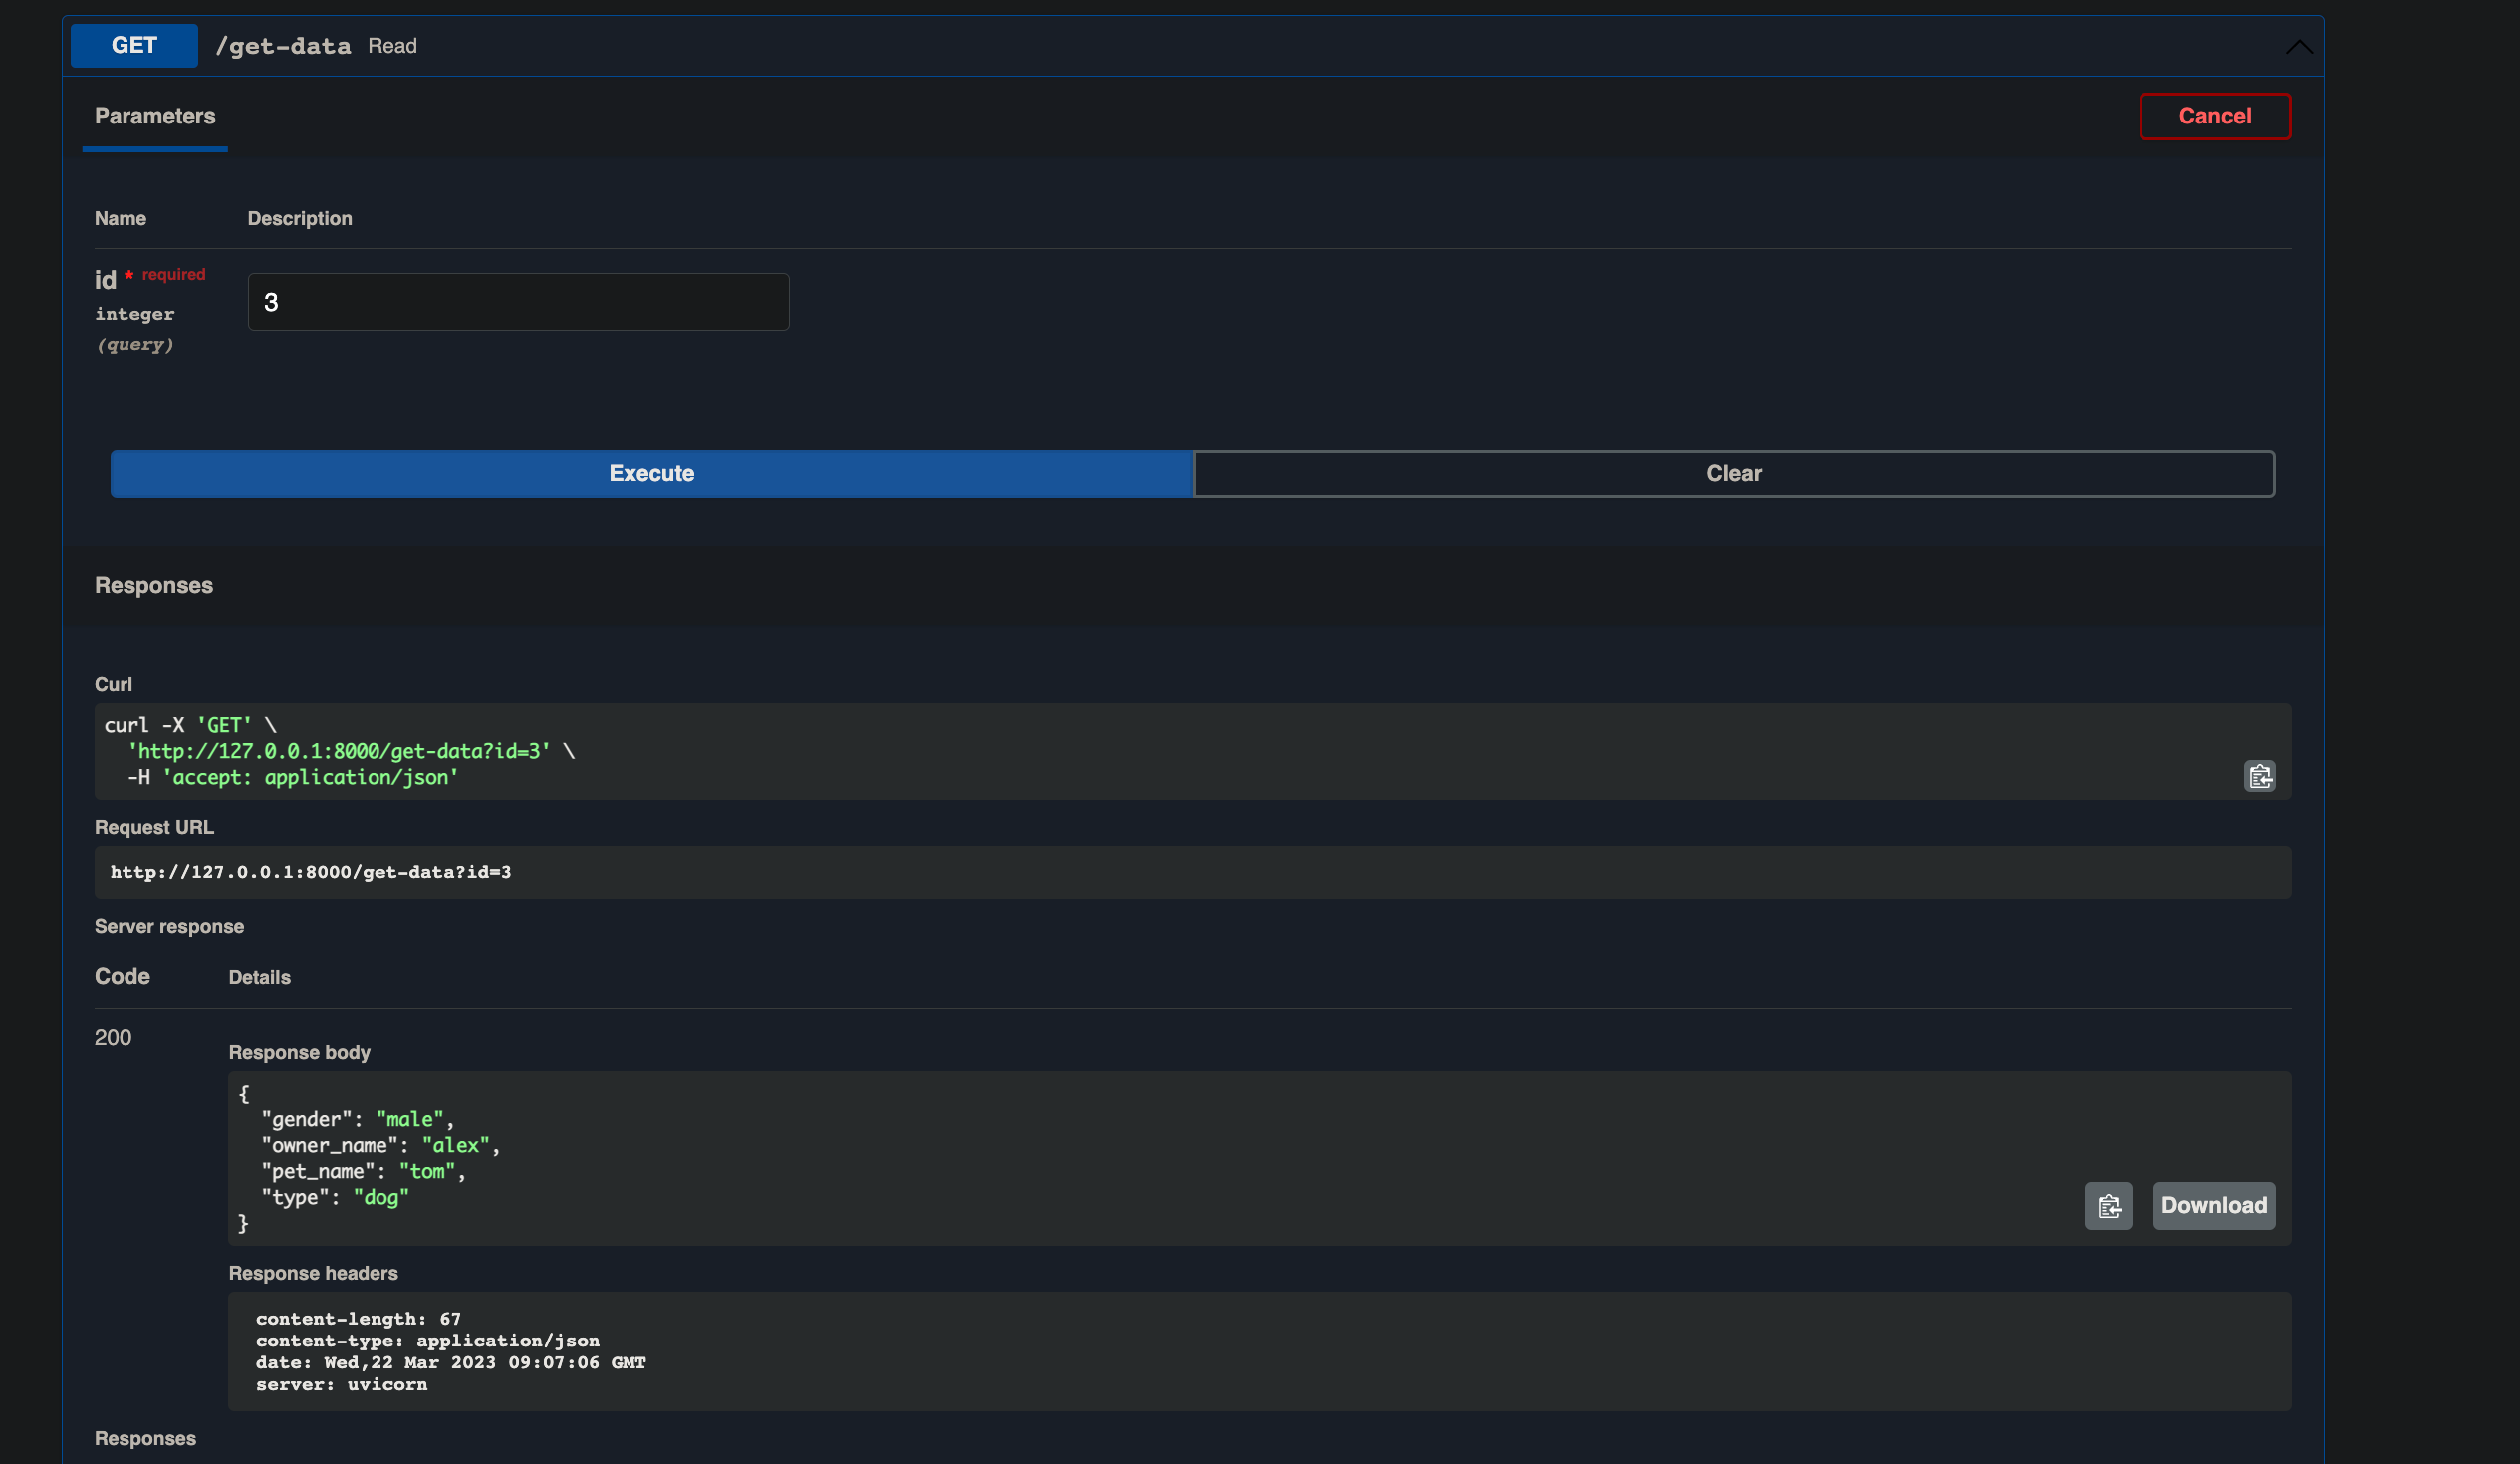 GET /get-data Read
Parameters
Cancel
Name Description
id * required
integer
(query)
3
Execute
Clear
Responses
Curl
curl -X 'GET' \
  'http://127.0.0.1:8000/get-data?id=3' \
  -H 'accept: application/json'
Request URL
http://127.0.0.1:8000/get-data?id=3
Server response
Code Details
200
Response body
{
  "gender": "male",
  "owner_name": "alex",
  "pet_name": "tom",
  "type": "dog"
}
Download
Response headers
content-length: 67
content-type: application/json
date: Wed,22 Mar 2023 09:07:06 GMT
server: uvicorn
Responses